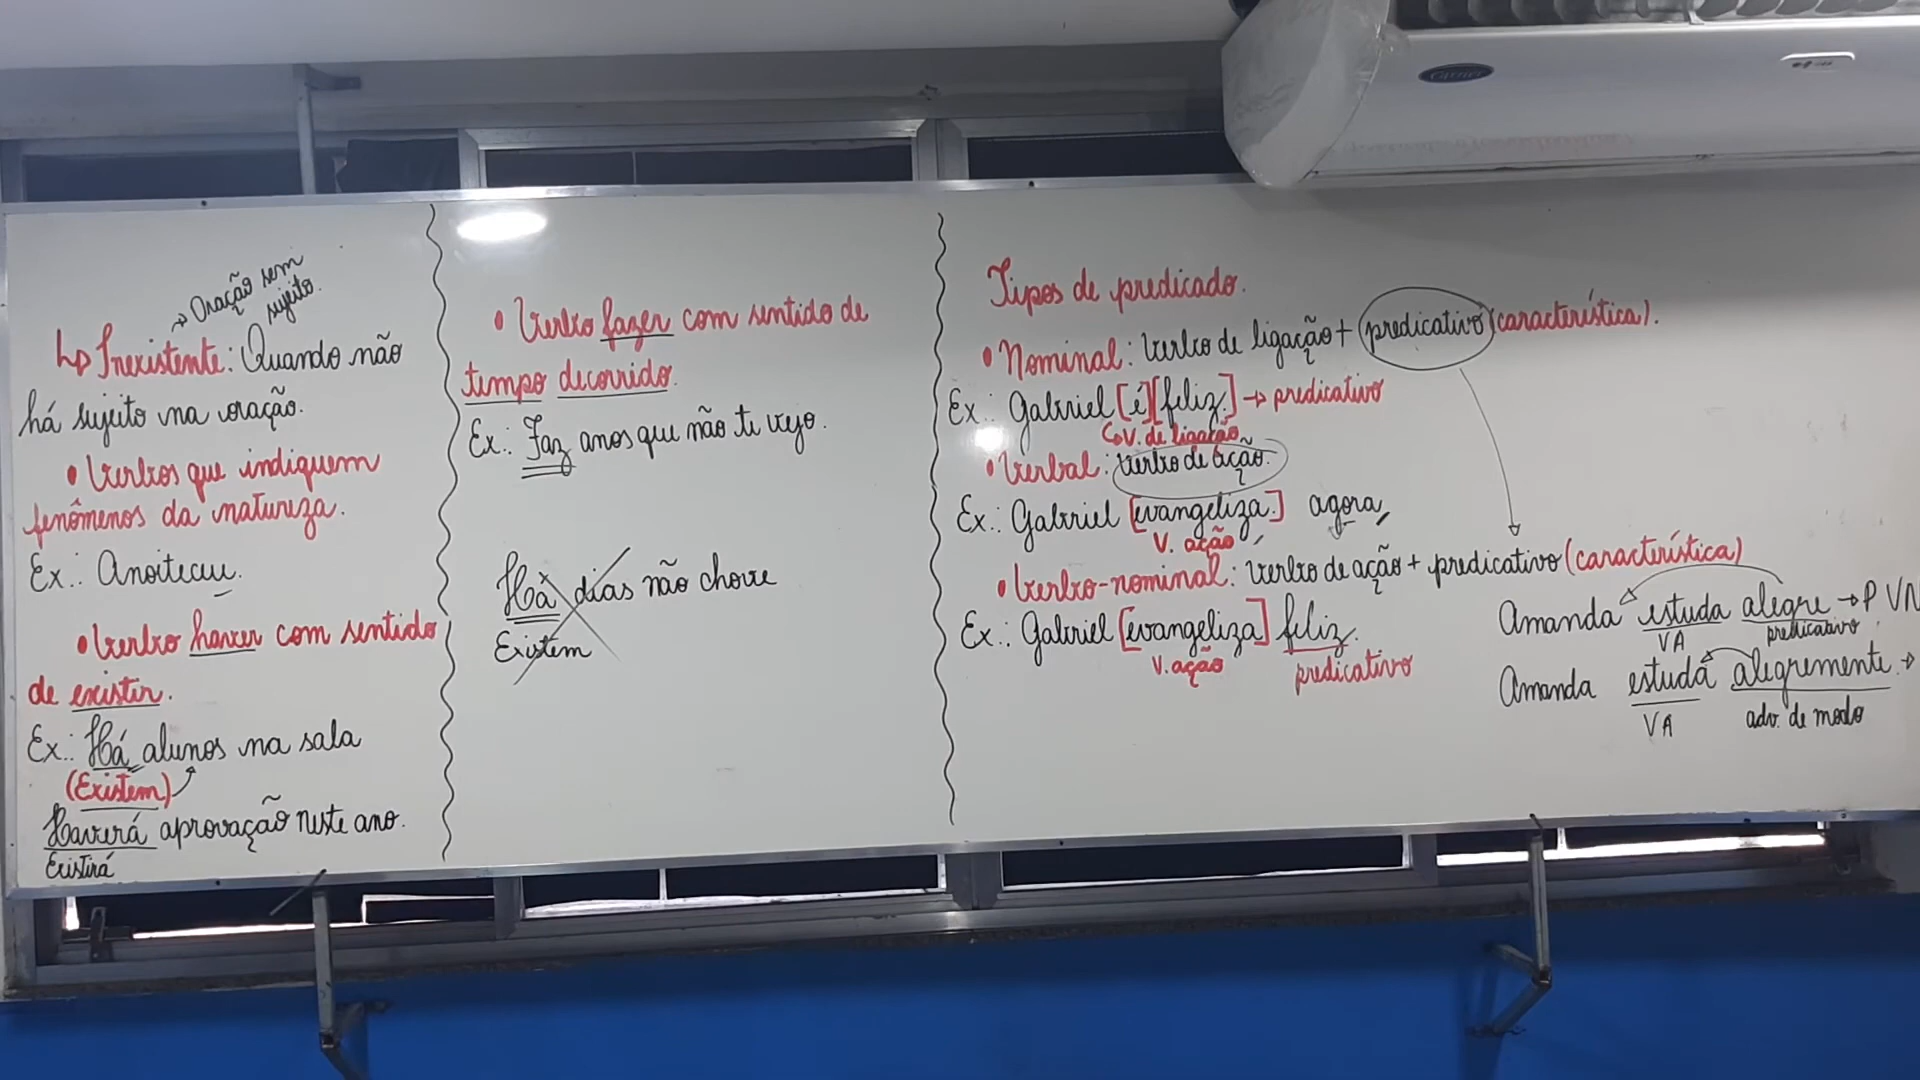 → Oração sem
sujeito.
↳ Inexistente: Quando não
há sujeito na oração.
• Verbos que indiquem
fenômenos da natureza.
Ex.: Anoiteceu.
• Verbo haver com sentido
de existir.
Ex.: Há alunos na sala
(Existem)
Haverá aprovação neste ano.
Existirá
• Verbo fazer com sentido de
tempo decorrido.
Ex.: Faz anos que não te vejo.
Há dias não chove
Existem
Tipos de predicado.
• Nominal: verbo de ligação + predicativo (característica).
Ex.: Gabriel [é] [feliz.] → predicativo
↳ V. de ligação
• Verbal: verbo de ação.
Ex.: Gabriel [evangeliza.] agora,
V. ação
• Verbo-nominal: verbo de ação + predicativo (característica)
Ex.: Gabriel [evangeliza] feliz.
V. ação predicativo
Amanda estuda alegre → P VN
VA predicativo
Amanda estuda alegremente. →
VA adv. de modo
Carrier